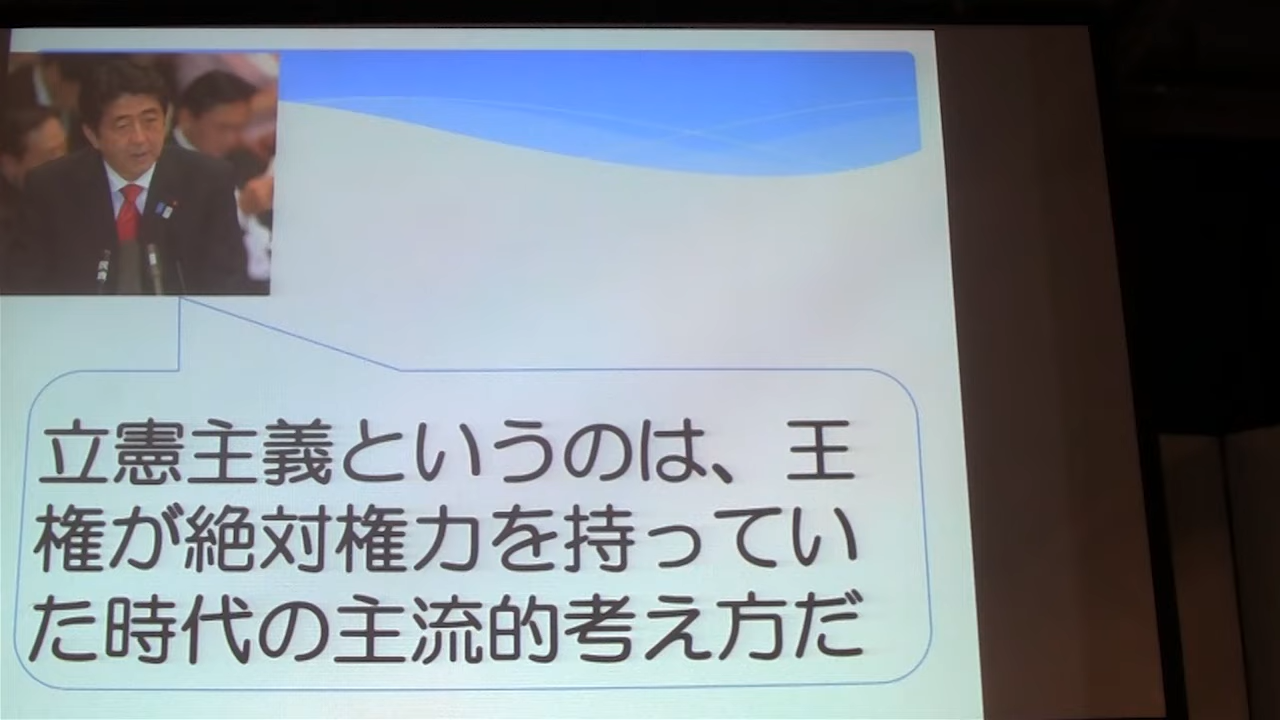 立憲主義というのは、王
権が絶対権力を持ってい
た時代の主流的考え方だ